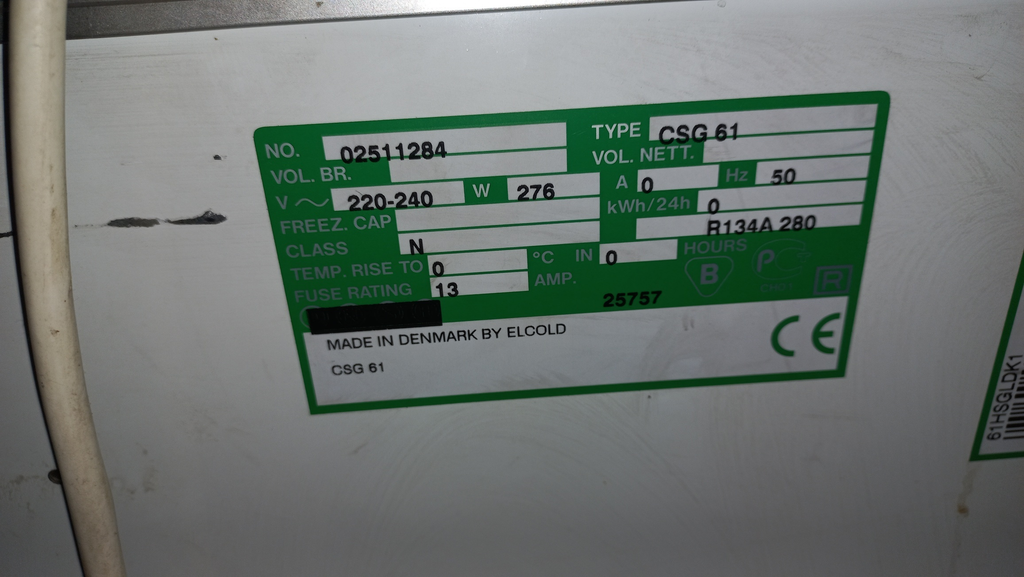 NO. 02511284 TYPE CSG 61
VOL. BR. VOL. NETT.
V ~ 220-240 W 276 A 0 Hz 50
FREEZ. CAP kWh/24h 0
CLASS N R134A 280
TEMP. RISE TO 0 °C IN 0 HOURS
FUSE RATING 13 AMP.
25757
B
PC
R
MADE IN DENMARK BY ELCOLD
CSG 61
CE
61HSGLDK1